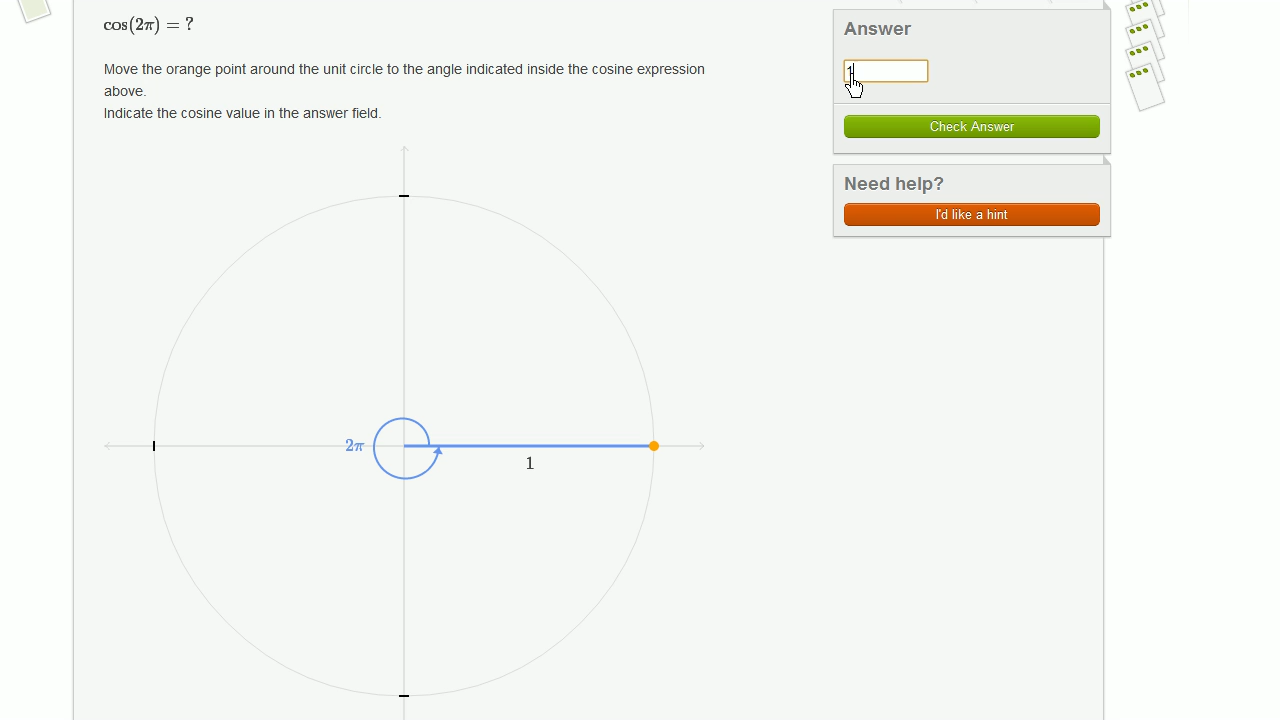 cos(2π) = ?
Move the orange point around the unit circle to the angle indicated inside the cosine expression
above.
Indicate the cosine value in the answer field.
Answer
1
Check Answer
Need help?
I'd like a hint
2π
1